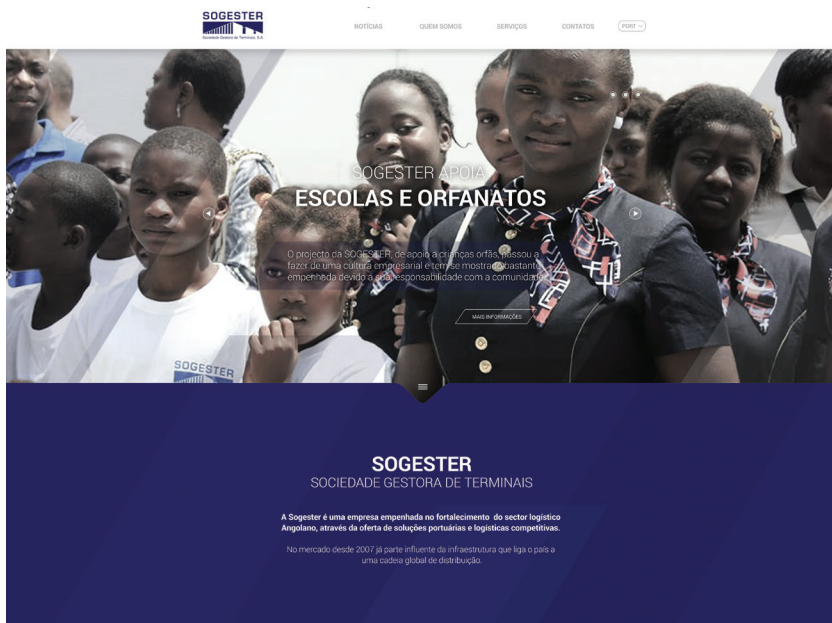 SOGESTER
Sociedade Gestora de Terminais, S.A.
NOTÍCIAS
QUEM SOMOS
SERVIÇOS
CONTATOS
PORT
SOGESTER APOIA
ESCOLAS E ORFANATOS
O projecto da SOGESTER, de apoio a crianças orfãs, passou a
fazer de uma cultura empresarial e tem se mostrado bastante
empenhada devido a sua responsabilidade com a comunidade
MAIS INFORMAÇÕES
SOGESTER
SOGESTER
SOCIEDADE GESTORA DE TERMINAIS
A Sogester é uma empresa empenhada no fortalecimento do sector logístico
Angolano, através da oferta de soluções portuárias e logísticas competitivas.
No mercado desde 2007 já parte influente da infraestrutura que liga o país a
uma cadeia global de distribuição.